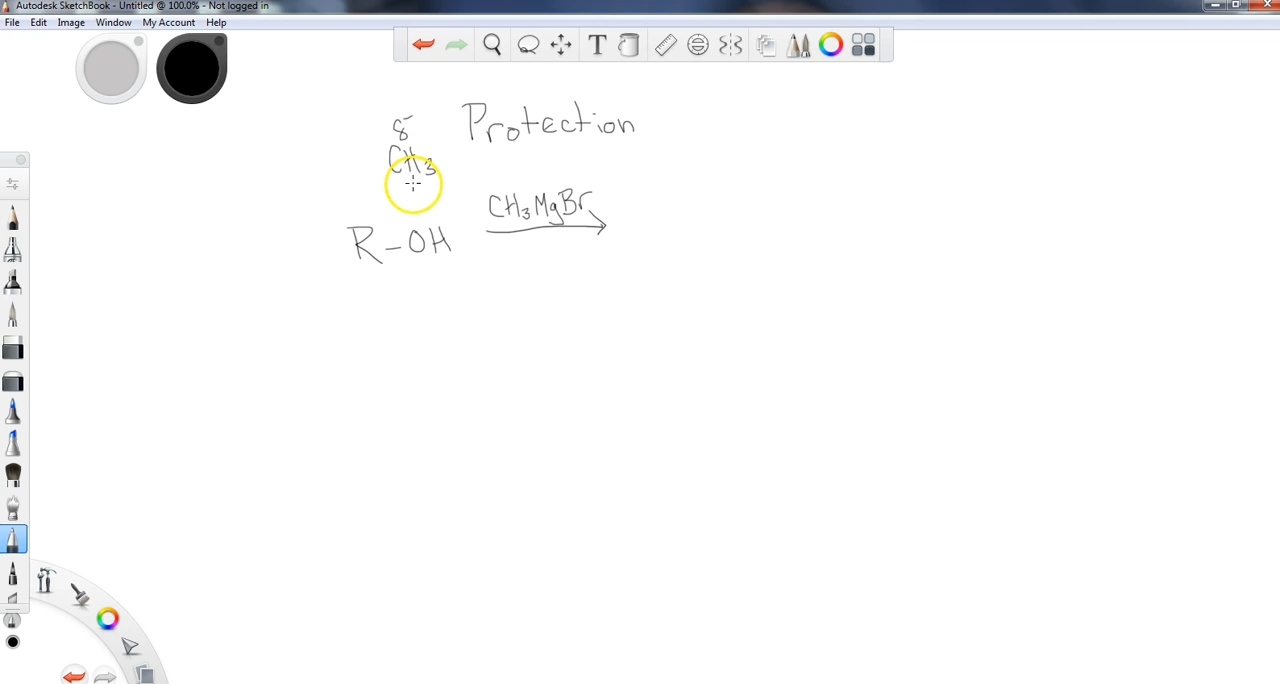 Autodesk SketchBook - Untitled @ 100.0% - Not logged in
File Edit Image Window My Account Help
T
Protection
δ-
CH3
CH3MgBr
R-OH